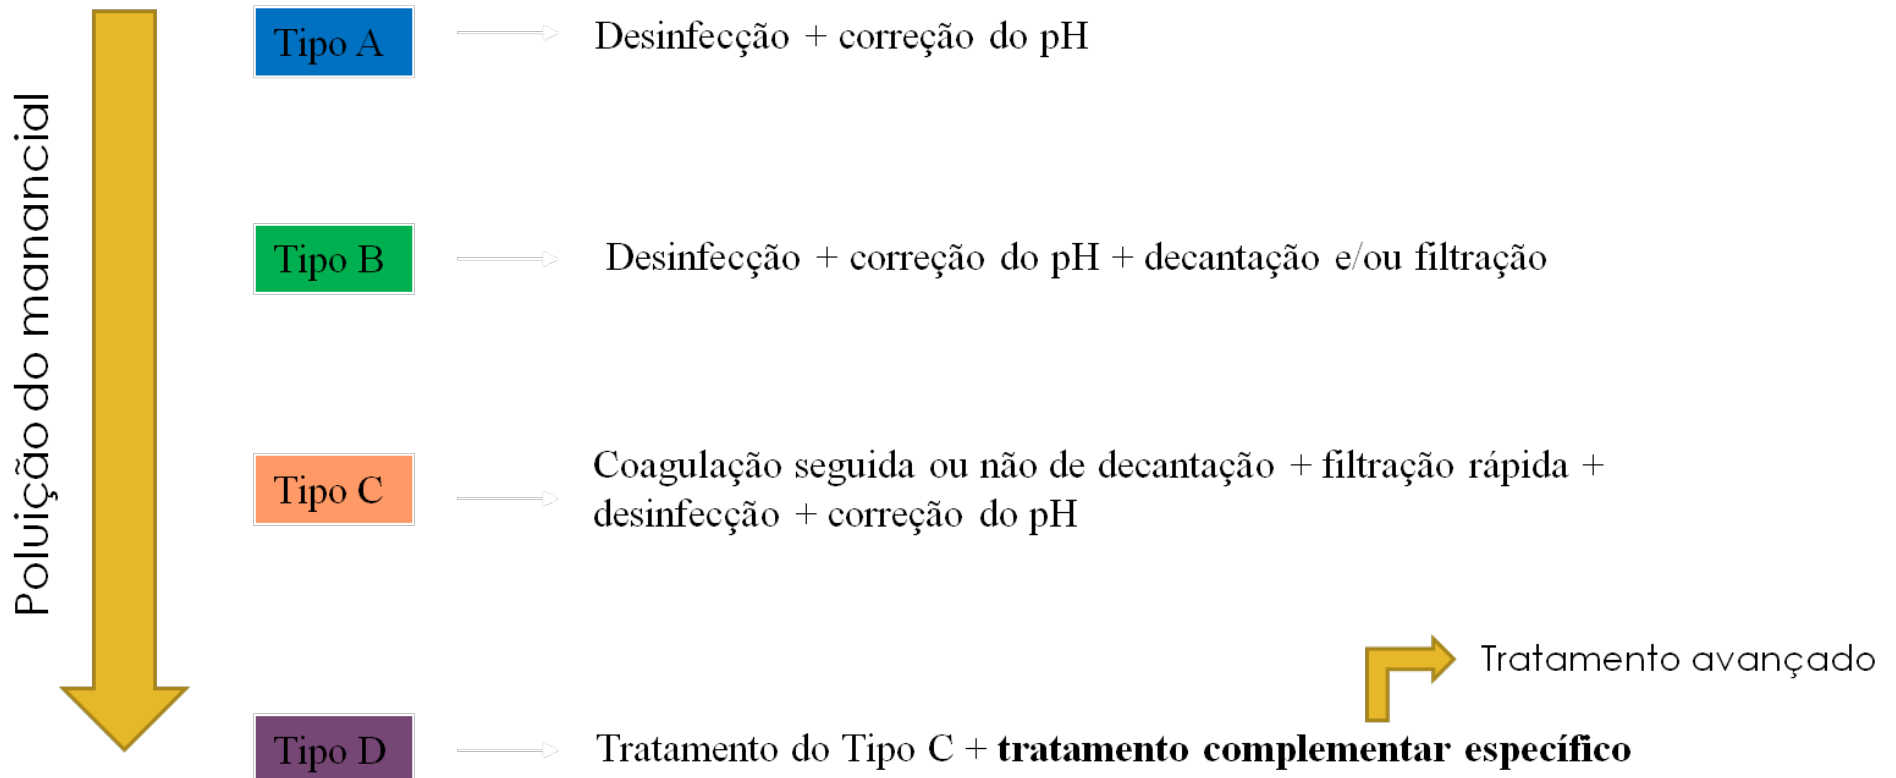 Poluição do manancial
Tipo A
Desinfecção + correção do pH
Tipo B
Desinfecção + correção do pH + decantação e/ou filtração
Tipo C
Coagulação seguida ou não de decantação + filtração rápida +
desinfecção + correção do pH
Tratamento avançado
Tipo D
Tratamento do Tipo C + tratamento complementar específico